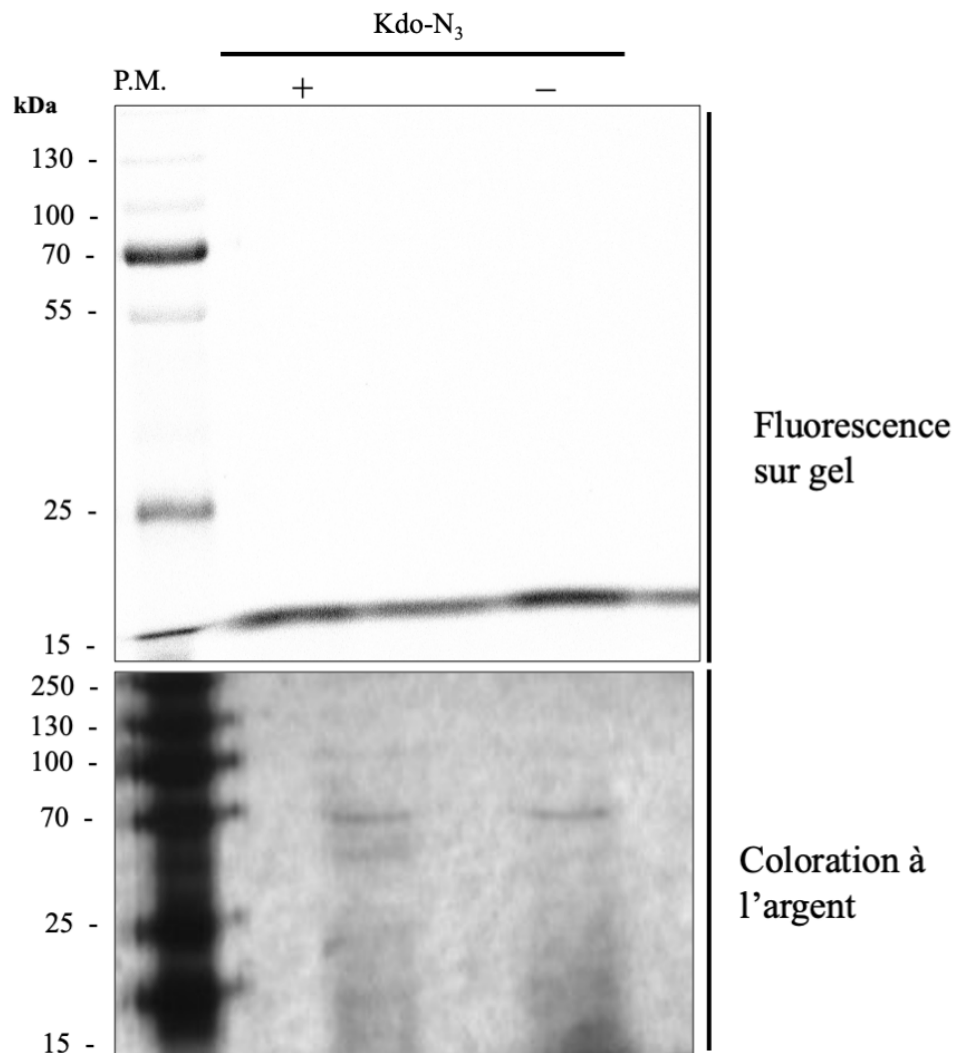 Kdo-N₃
P.M. + –
kDa
130 -
100 -
70 -
55 -
25 -
15 -
Fluorescence
sur gel
250 -
130 -
100 -
70 -
25 -
15 -
Coloration à
l'argent